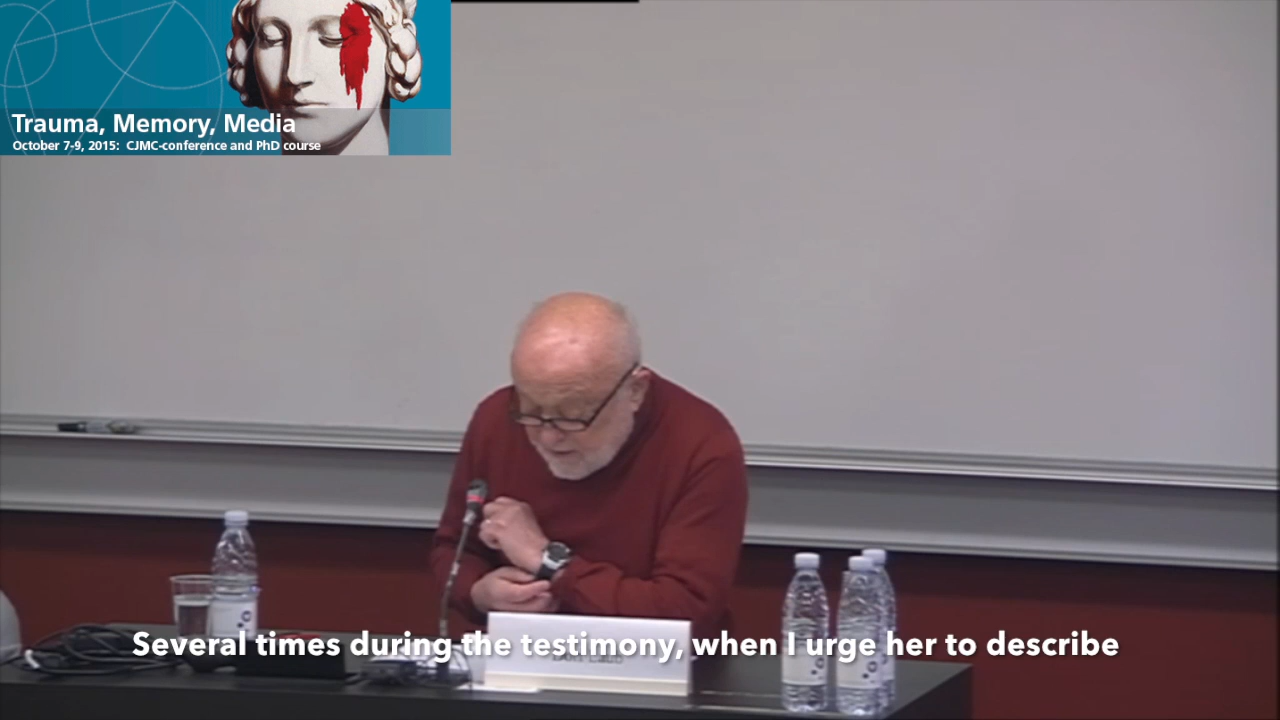 Trauma, Memory, Media
October 7-9, 2015: CJMC-conference and PhD course
Several times during the testimony, when I urge her to describe